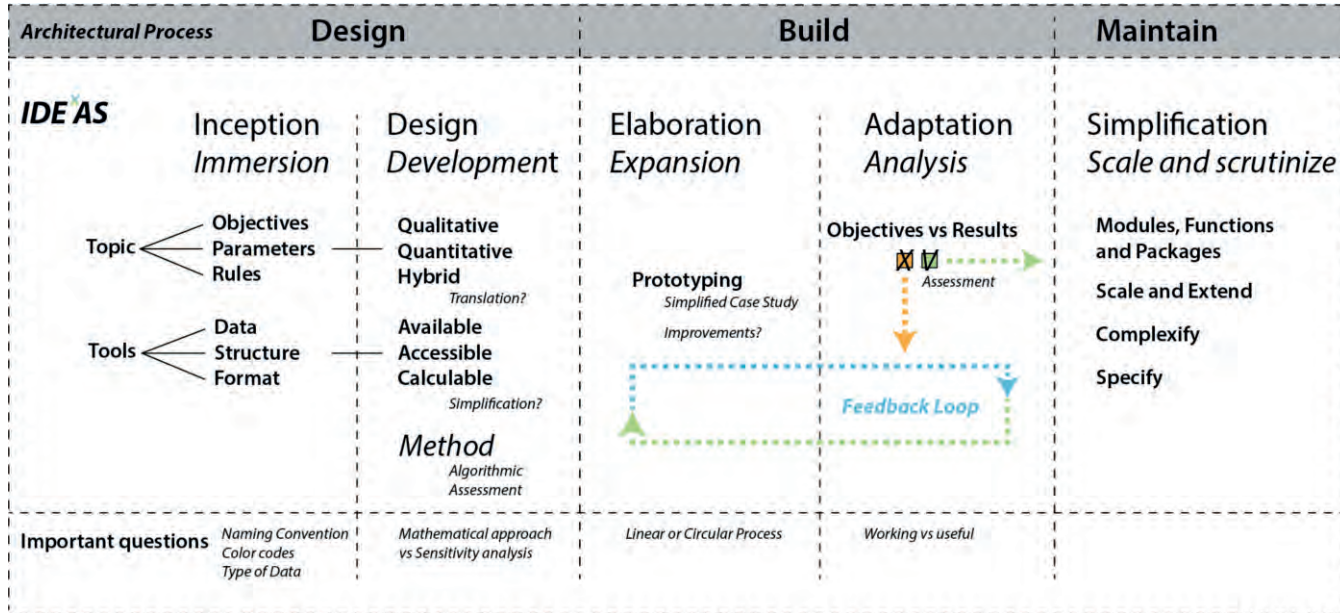 Architectural Process
Design
Build
Maintain
IDExAS
Inception
Immersion
Design
Development
Elaboration
Expansion
Adaptation
Analysis
Simplification
Scale and scrutinize
Topic
Objectives
Parameters
Rules
Qualitative
Quantitative
Hybrid
Translation?
Tools
Data
Structure
Format
Available
Accessible
Calculable
Simplification?
Method
Algorithmic
Assessment
Prototyping
Simplified Case Study
Improvements?
Objectives vs Results
X V
Assessment
Feedback Loop
Modules, Functions
and Packages
Scale and Extend
Complexify
Specify
Important questions
Naming Convention
Color codes
Type of Data
Mathematical approach
vs Sensitivity analysis
Linear or Circular Process
Working vs useful